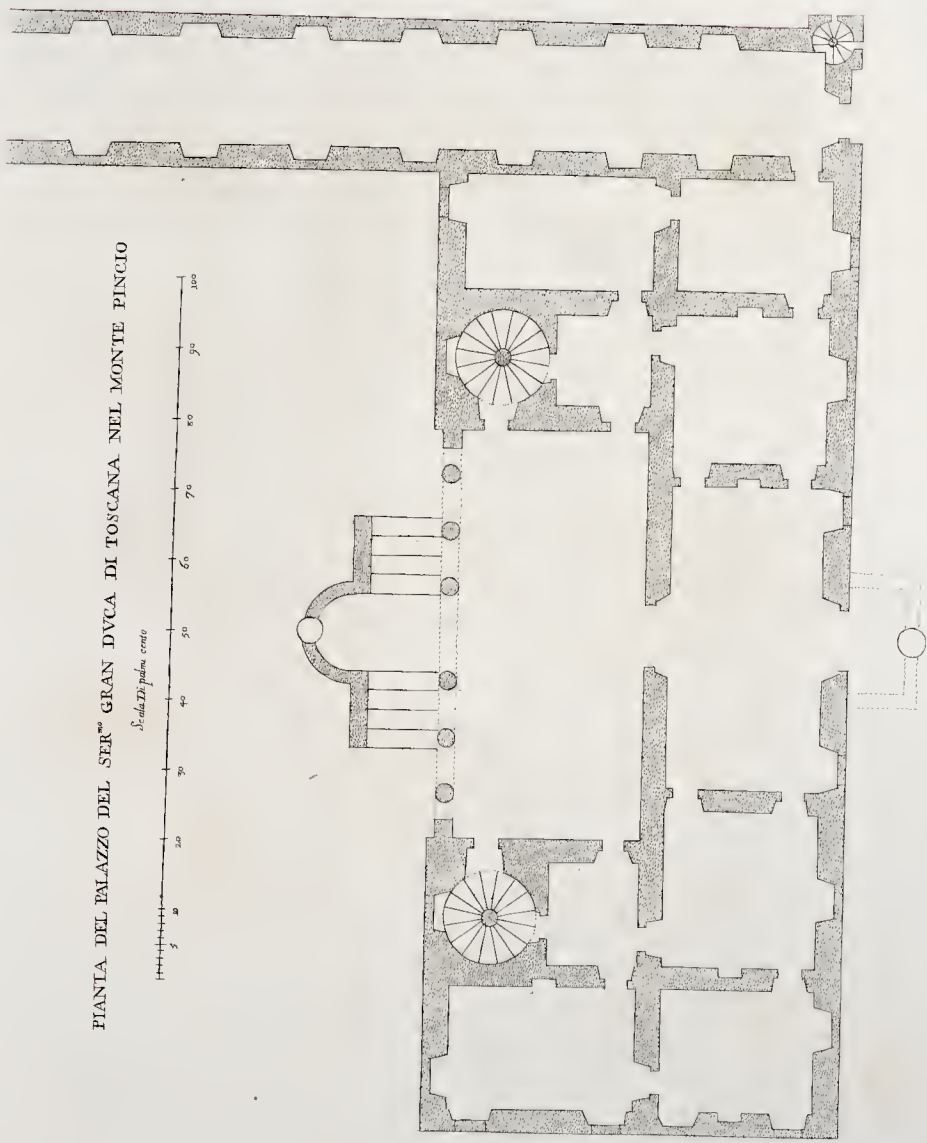 PIANTA DEL PALAZZO DEL SER^mo GRAN DVCA DI TOSCANA NEL MONTE PINCIO
Scala Di palmi cento
5 10 20 30 40 50 60 70 80 90 100